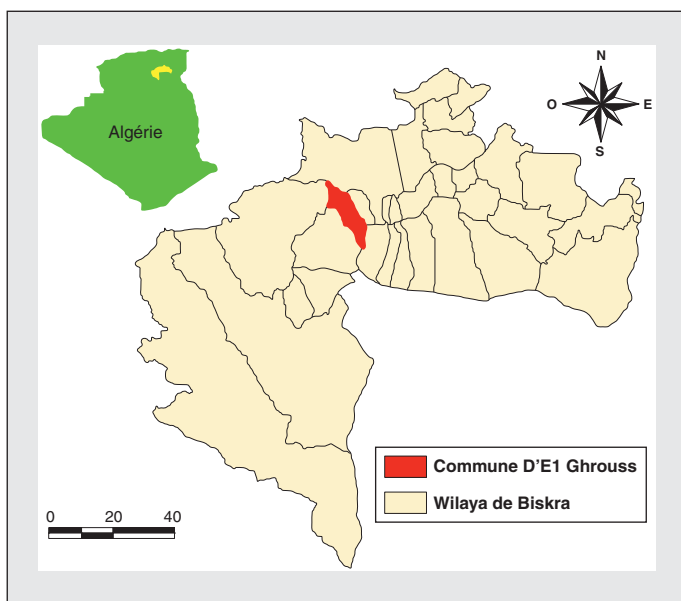 Algérie
N
O E
S
Commune D'E1 Ghrouss
Wilaya de Biskra
0 20 40